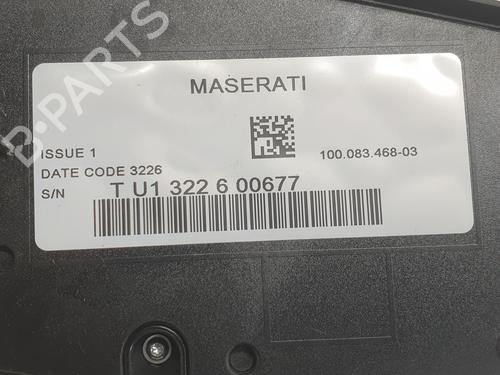 B-PARTS
MASERATI
ISSUE 1
DATE CODE 3226
100.083.468-03
S/N T U1 322 6 00677